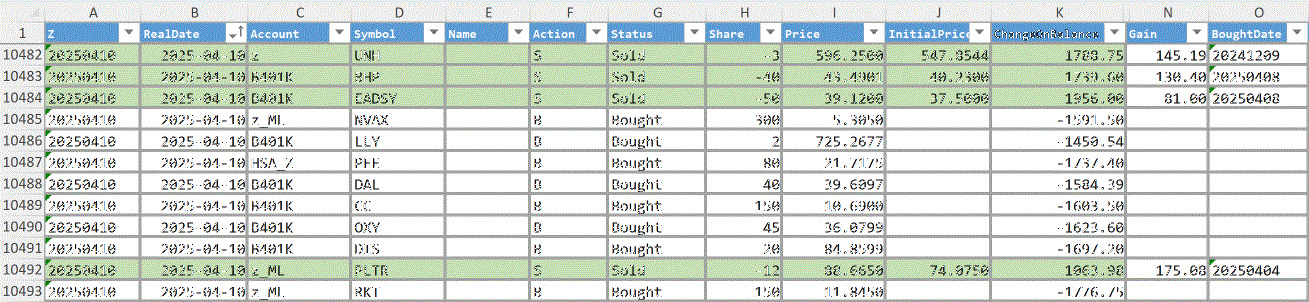 A B C D E F G H I J K N O
1 Z RealDate Account Symbol Name Action Status Share Price InitialPrice ChangeOnBalance Gain BoughtDate
10482 20250410 2025-04-10 z UNH S Sold -3 596.2500 547.8544 1788.75 145.19 20241209
10483 20250410 2025-04-10 B401K BHP S Sold -40 43.4901 40.2300 1739.60 130.40 20250408
10484 20250410 2025-04-10 B401K EADSY S Sold -50 39.1200 37.5000 1956.00 81.00 20250408
10485 20250410 2025-04-10 z_ML NVAX B Bought 300 5.3050 -1591.50
10486 20250410 2025-04-10 B401K LLY B Bought 2 725.2677 -1450.54
10487 20250410 2025-04-10 HSA_Z PFE B Bought 80 21.7175 -1737.40
10488 20250410 2025-04-10 B401K DAL B Bought 40 39.6097 -1584.39
10489 20250410 2025-04-10 B401K CC B Bought 150 10.6900 -1603.50
10490 20250410 2025-04-10 B401K OXY B Bought 45 36.0799 -1623.60
10491 20250410 2025-04-10 B401K DIS B Bought 20 84.8599 -1697.20
10492 20250410 2025-04-10 z_ML PLTR S Sold -12 88.6650 74.0750 1063.98 175.08 20250404
10493 20250410 2025-04-10 z_ML RKT B Bought 150 11.8450 -1776.75